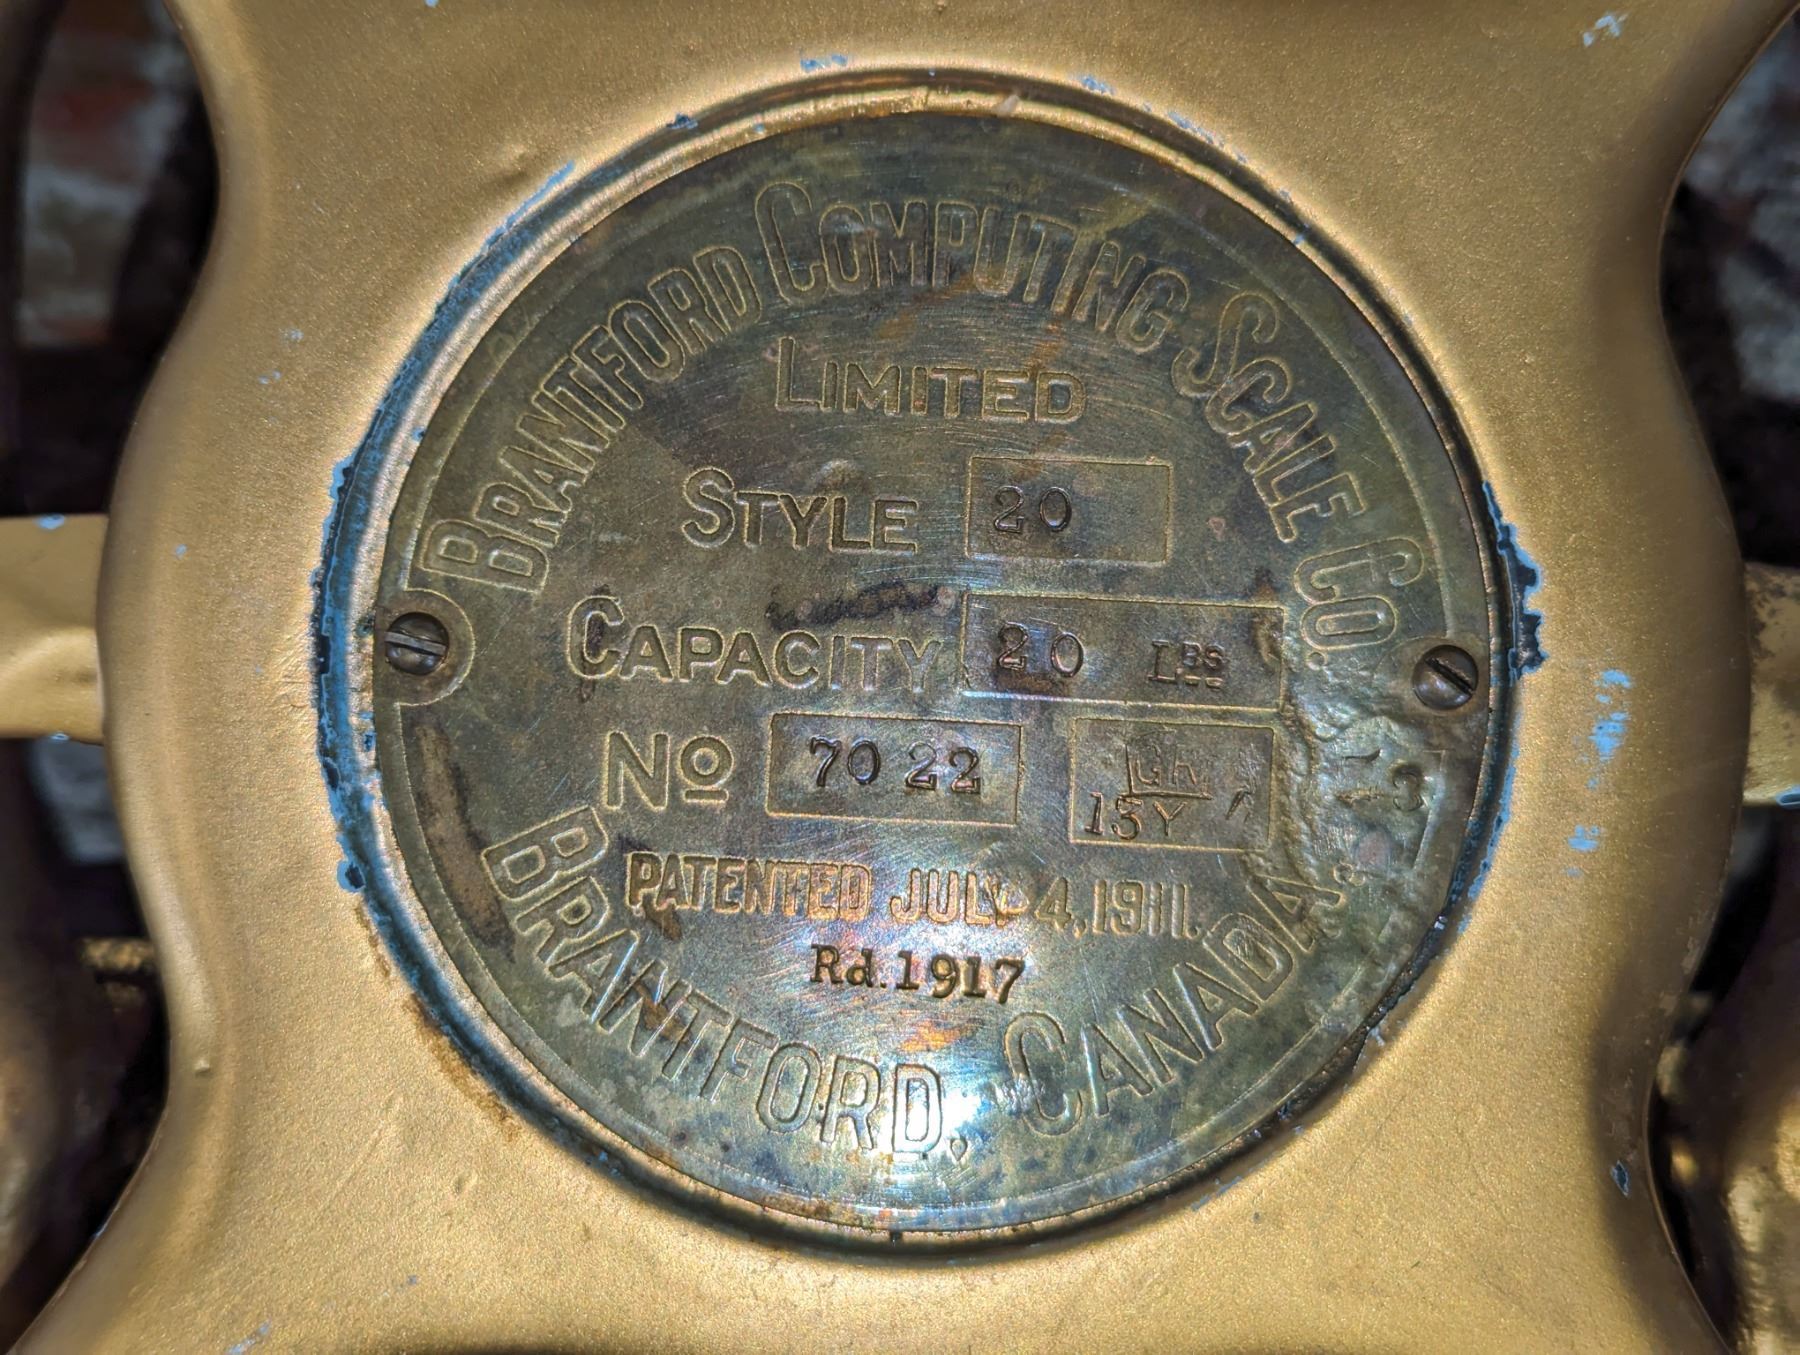 BRANTFORD COMPUTING SCALE CO.
LIMITED
STYLE 20
CAPACITY 20 LBS
No 7022
13Y
3
PATENTED JULY 4, 1911.
Rd. 1917
BRANTFORD, CANADA.